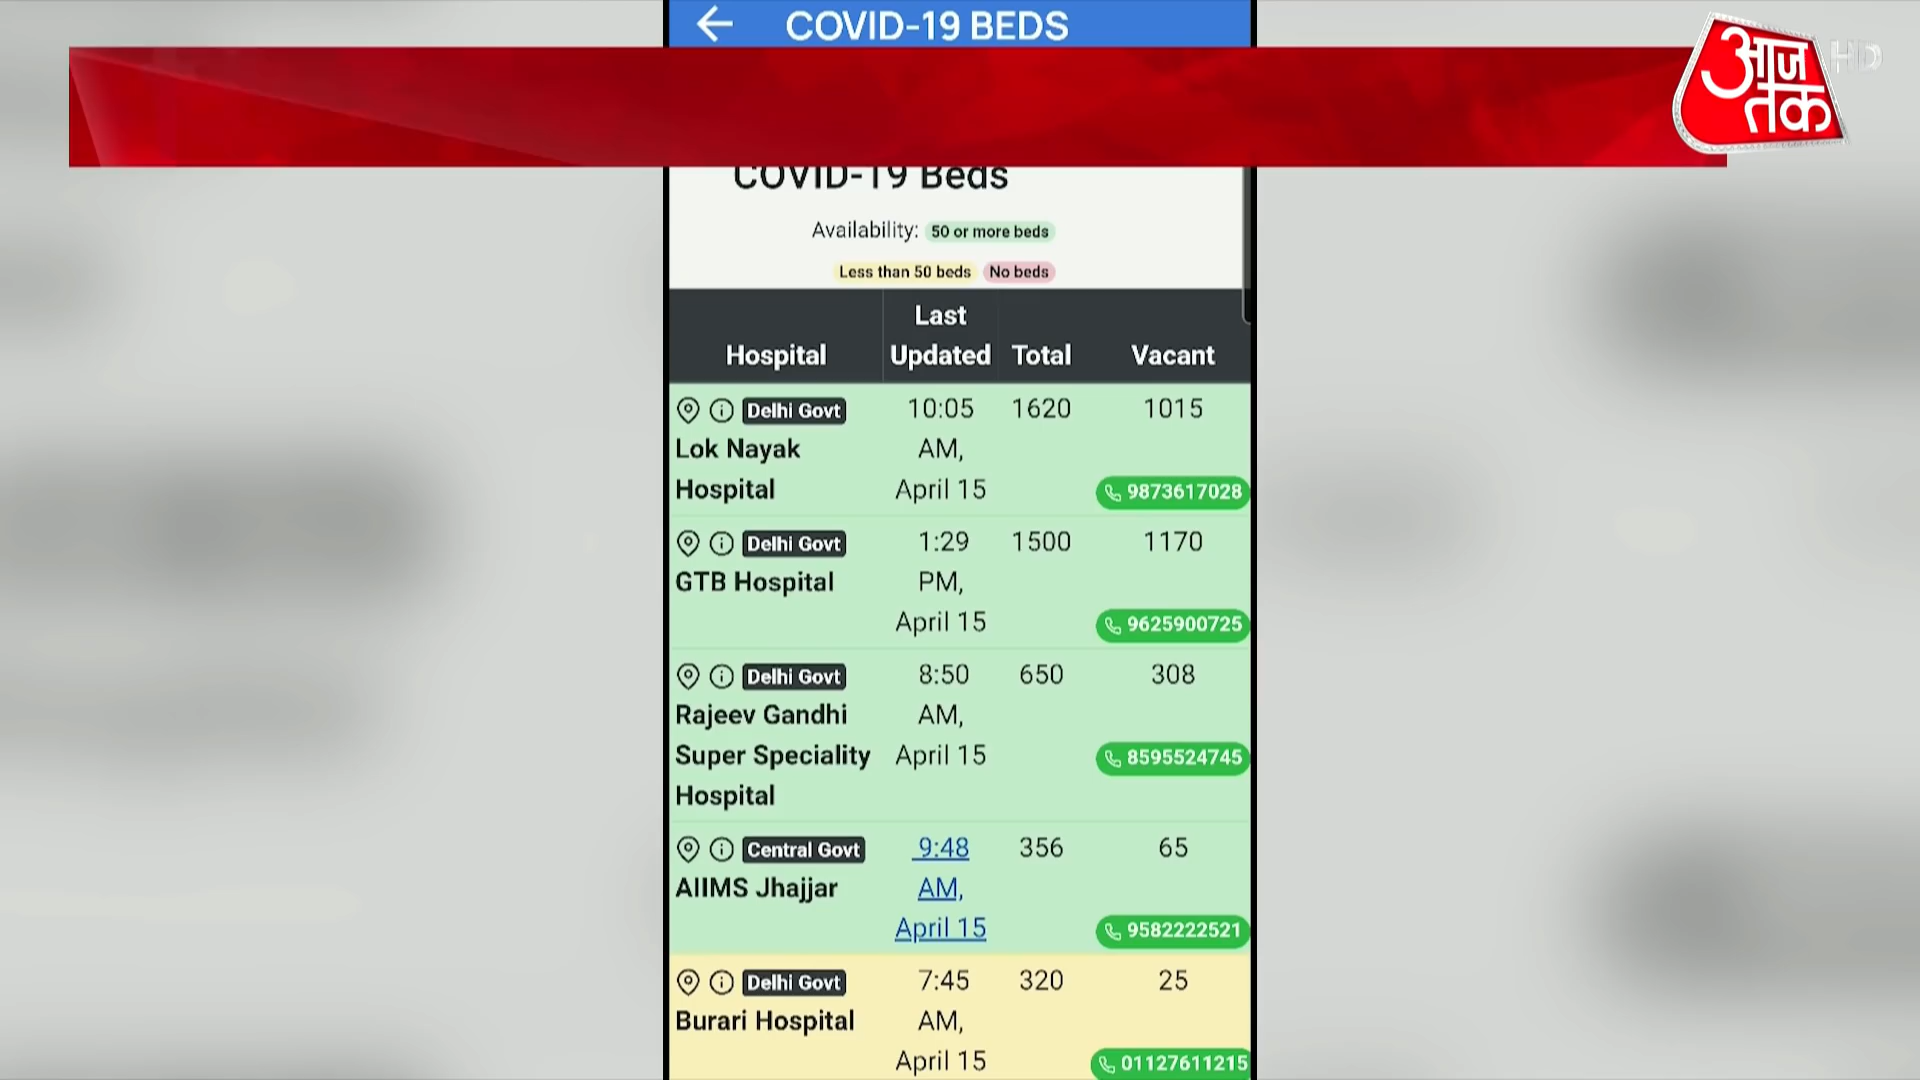 COVID-19 BEDS
आज
तक
HD
COVID-19 Beds
Availability: 50 or more beds
Less than 50 beds No beds
Hospital Last Updated Total Vacant
Delhi Govt 10:05 1620 1015
Lok Nayak AM,
Hospital April 15 9873617028
Delhi Govt 1:29 1500 1170
GTB Hospital PM,
April 15 9625900725
Delhi Govt 8:50 650 308
Rajeev Gandhi AM,
Super Speciality April 15 8595524745
Hospital
Central Govt 9:48 356 65
AIIMS Jhajjar AM,
April 15 9582222521
Delhi Govt 7:45 320 25
Burari Hospital AM,
April 15 01127611215